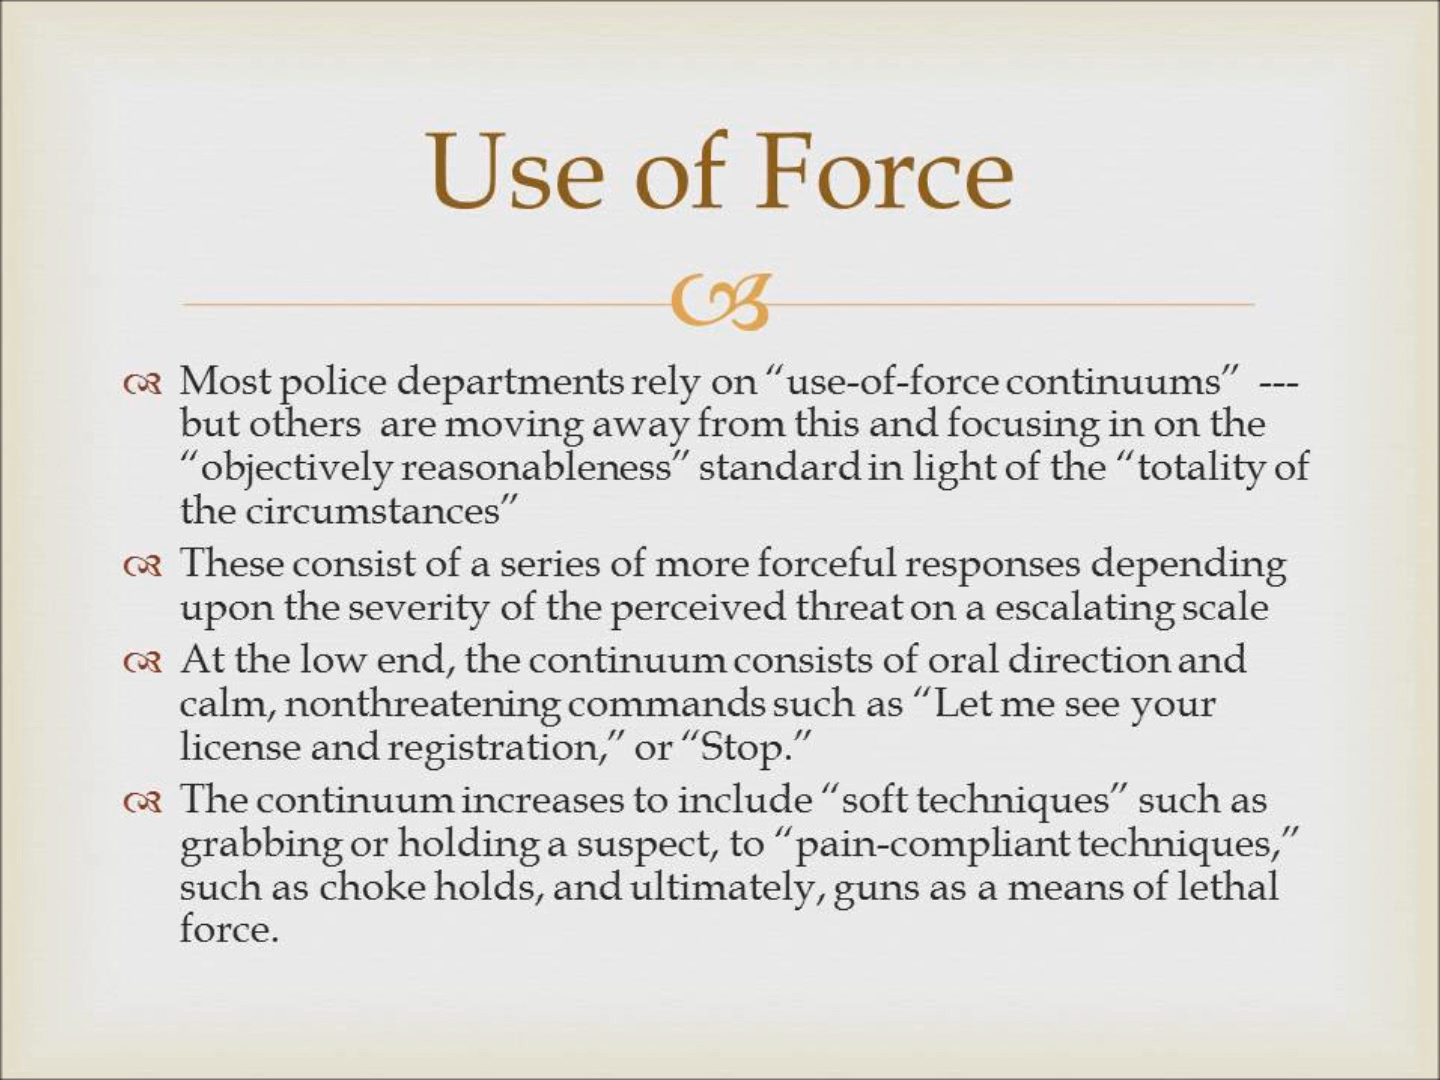 Use of Force
Most police departments rely on “use-of-force continuums” ---
but others are moving away from this and focusing in on the
“objectively reasonableness” standard in light of the “totality of
the circumstances”
These consist of a series of more forceful responses depending
upon the severity of the perceived threat on a escalating scale
At the low end, the continuum consists of oral direction and
calm, nonthreatening commands such as “Let me see your
license and registration,” or “Stop.”
The continuum increases to include “soft techniques” such as
grabbing or holding a suspect, to “pain-compliant techniques,”
such as choke holds, and ultimately, guns as a means of lethal
force.